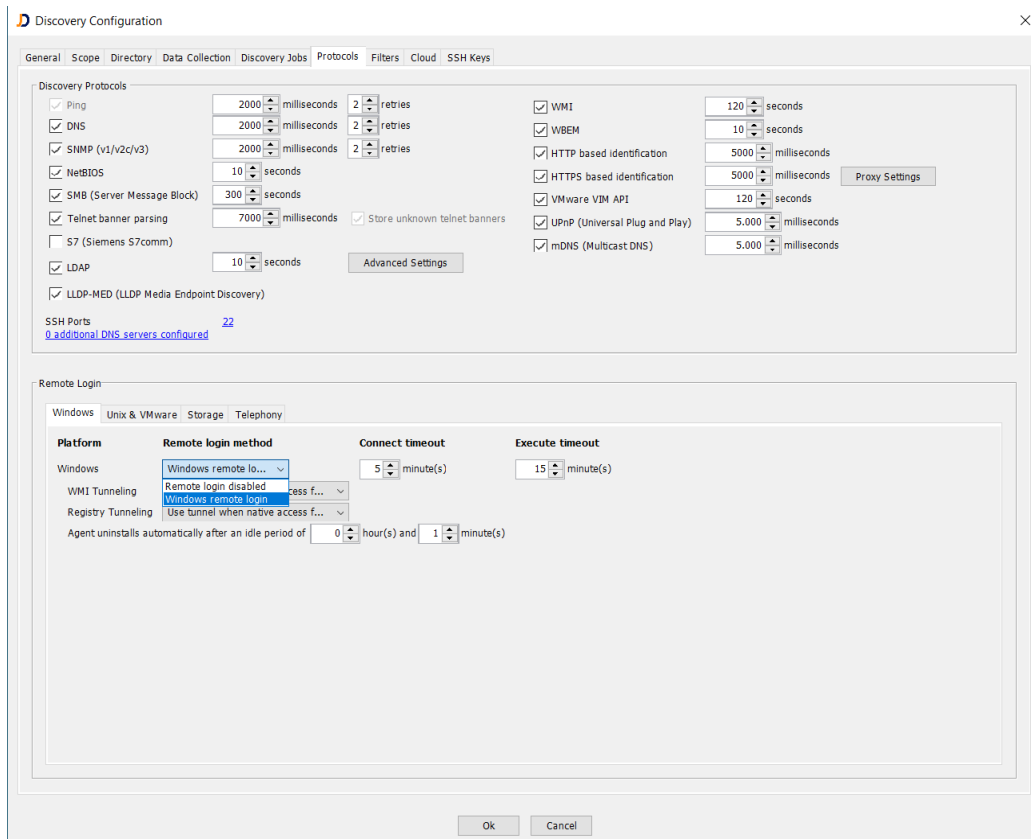 Discovery Configuration
General Scope Directory Data Collection Discovery Jobs Protocols Filters Cloud SSH Keys
Discovery Protocols
Ping 2000 milliseconds 2 retries
DNS 2000 milliseconds 2 retries
SNMP (v1/v2c/v3) 2000 milliseconds 2 retries
NetBIOS 10 seconds
SMB (Server Message Block) 300 seconds
Telnet banner parsing 7000 milliseconds Store unknown telnet banners
S7 (Siemens S7comm)
LDAP 10 seconds Advanced Settings
LLDP-MED (LLDP Media Endpoint Discovery)
SSH Ports 22
0 additional DNS servers configured
WMI 120 seconds
WBEM 10 seconds
HTTP based identification 5000 milliseconds
HTTPS based identification 5000 milliseconds Proxy Settings
VMware VIM API 120 seconds
UPnP (Universal Plug and Play) 5.000 milliseconds
mDNS (Multicast DNS) 5.000 milliseconds
Remote Login
Windows Unix & VMware Storage Telephony
Platform Remote login method Connect timeout Execute timeout
Windows Windows remote lo... 5 minute(s) 15 minute(s)
Remote login disabled
Windows remote login
WMI Tunneling cess f...
Registry Tunneling Use tunnel when native access f...
Agent uninstalls automatically after an idle period of 0 hour(s) and 1 minute(s)
Ok Cancel